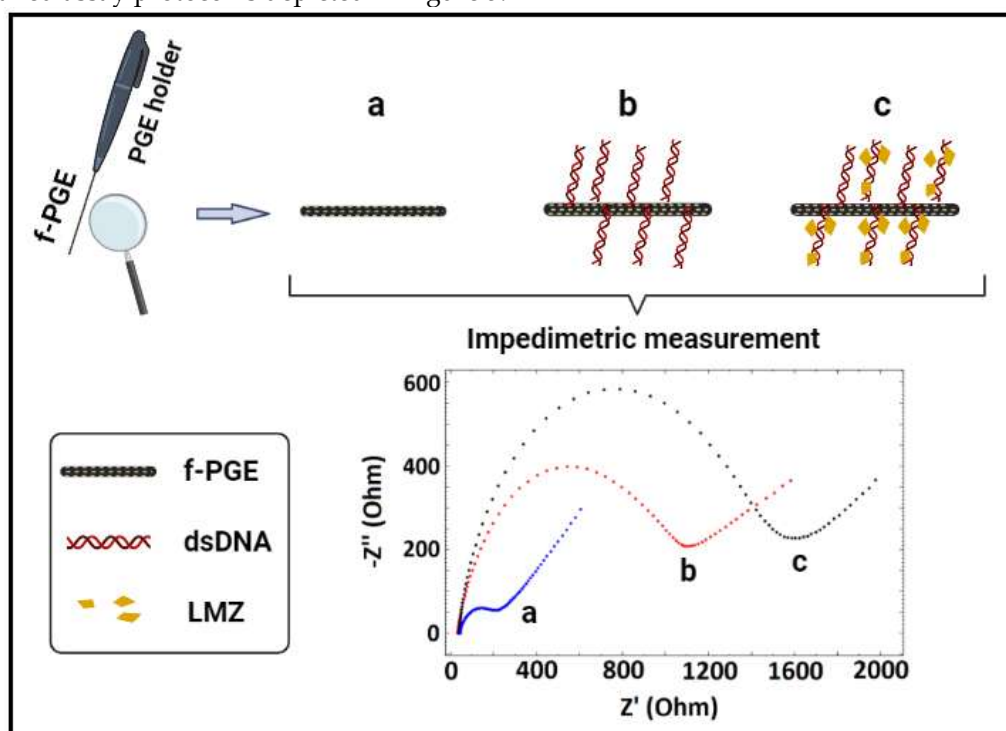 PGE holder
f-PGE
a
b
c
Impedimetric measurement
f-PGE
dsDNA
LMZ
-Z'' (Ohm)
600
400
200
0
a
b
c
0 400 800 1200 1600 2000
Z' (Ohm)